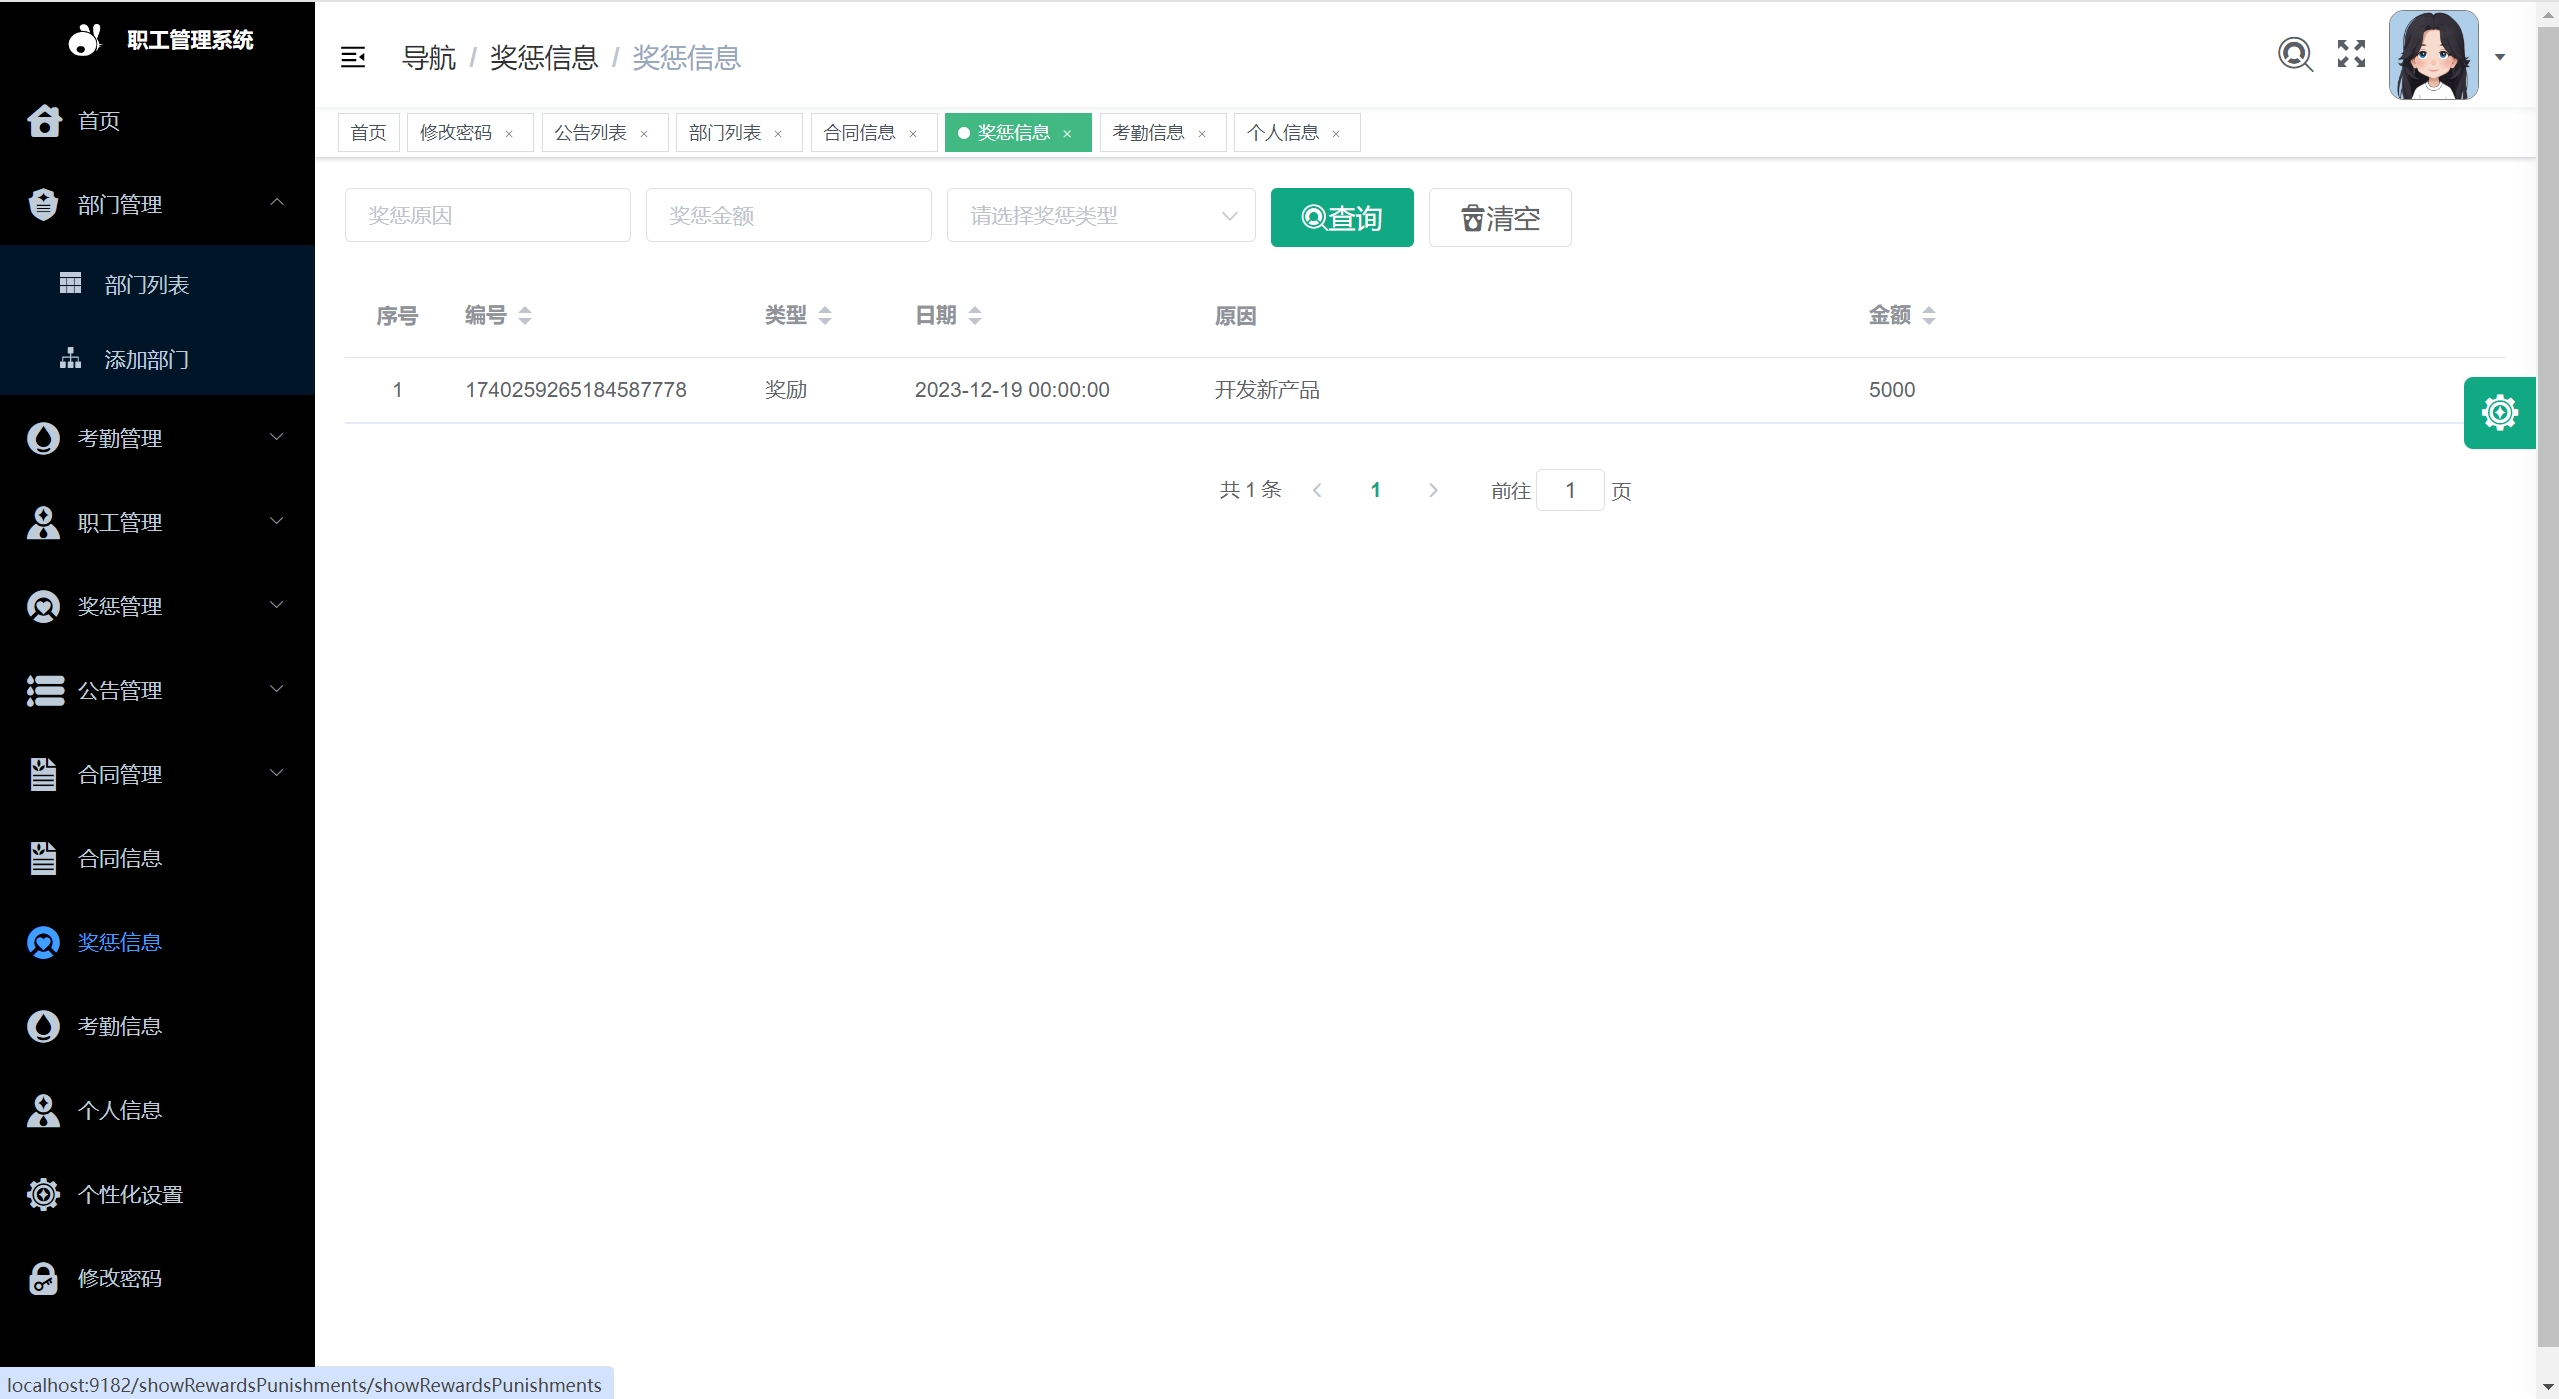 职工管理系统
首页
部门管理
部门列表
添加部门
考勤管理
职工管理
奖惩管理
公告管理
合同管理
合同信息
奖惩信息
考勤信息
个人信息
个性化设置
修改密码
导航 / 奖惩信息 / 奖惩信息
首页 修改密码 × 公告列表 × 部门列表 × 合同信息 × 奖惩信息 × 考勤信息 × 个人信息 ×
奖惩原因 奖惩金额 请选择奖惩类型 查询 清空
序号 编号 类型 日期 原因 金额
1 1740259265184587778 奖励 2023-12-19 00:00:00 开发新产品 5000
共 1 条 1 前往 1 页
localhost:9182/showRewardsPunishments/showRewardsPunishments